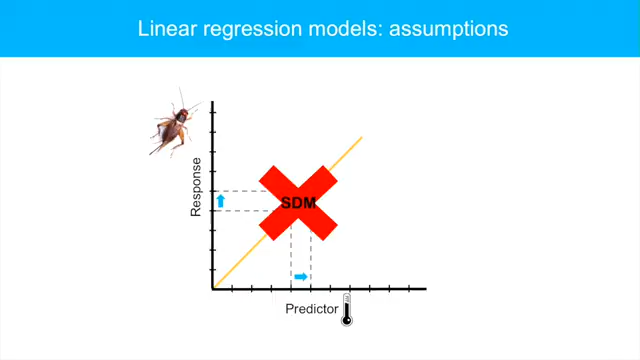 Linear regression models: assumptions
Response
SDM
Predictor